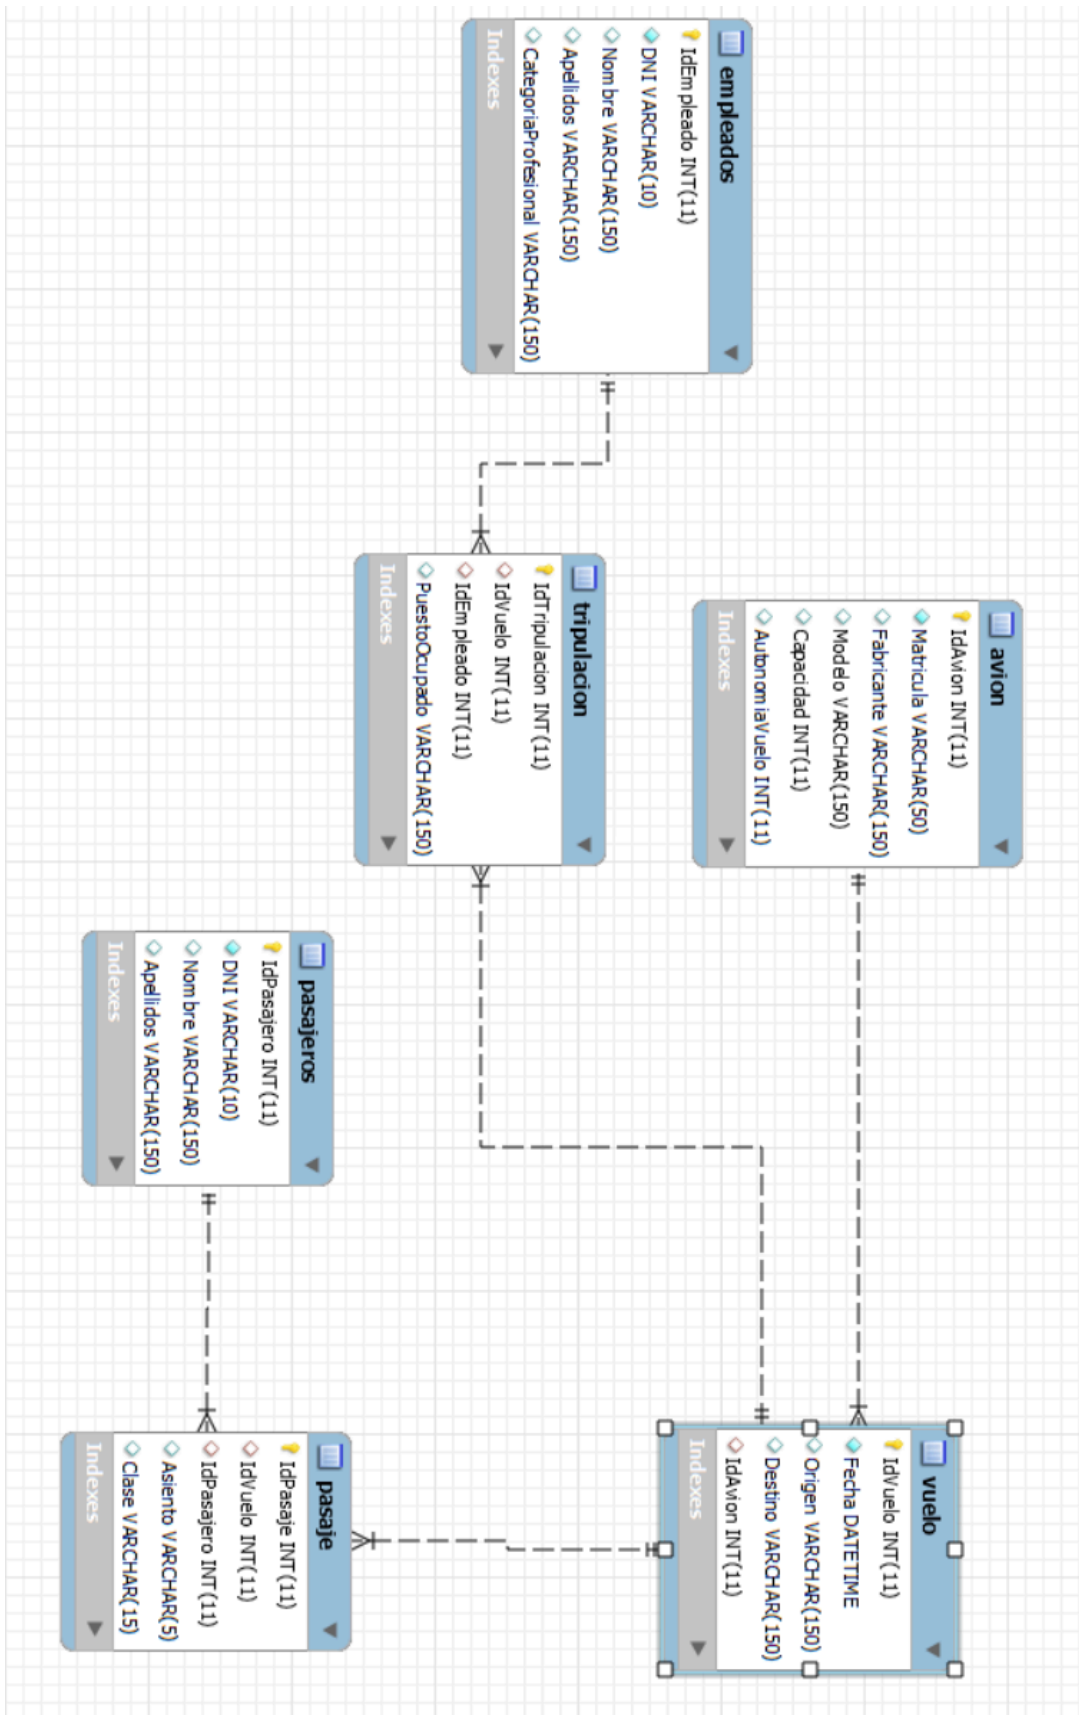 empleados
IdEmpleado INT(11)
DNI VARCHAR(10)
Nombre VARCHAR(150)
Apellidos VARCHAR(150)
CategoriaProfesional VARCHAR(150)
Indexes
avion
IdAvion INT(11)
Matricula VARCHAR(50)
Fabricante VARCHAR(150)
Modelo VARCHAR(150)
Capacidad INT(11)
AutonomiaVuelo INT(11)
Indexes
tripulacion
IdTripulacion INT(11)
IdVuelo INT(11)
IdEmpleado INT(11)
PuestoOcupado VARCHAR(150)
Indexes
pasajeros
IdPasajero INT(11)
DNI VARCHAR(10)
Nombre VARCHAR(150)
Apellidos VARCHAR(150)
Indexes
vuelo
IdVuelo INT(11)
Fecha DATETIME
Origen VARCHAR(150)
Destino VARCHAR(150)
IdAvion INT(11)
Indexes
pasaje
IdPasaje INT(11)
IdVuelo INT(11)
IdPasajero INT(11)
Asiento VARCHAR(5)
Clase VARCHAR(15)
Indexes